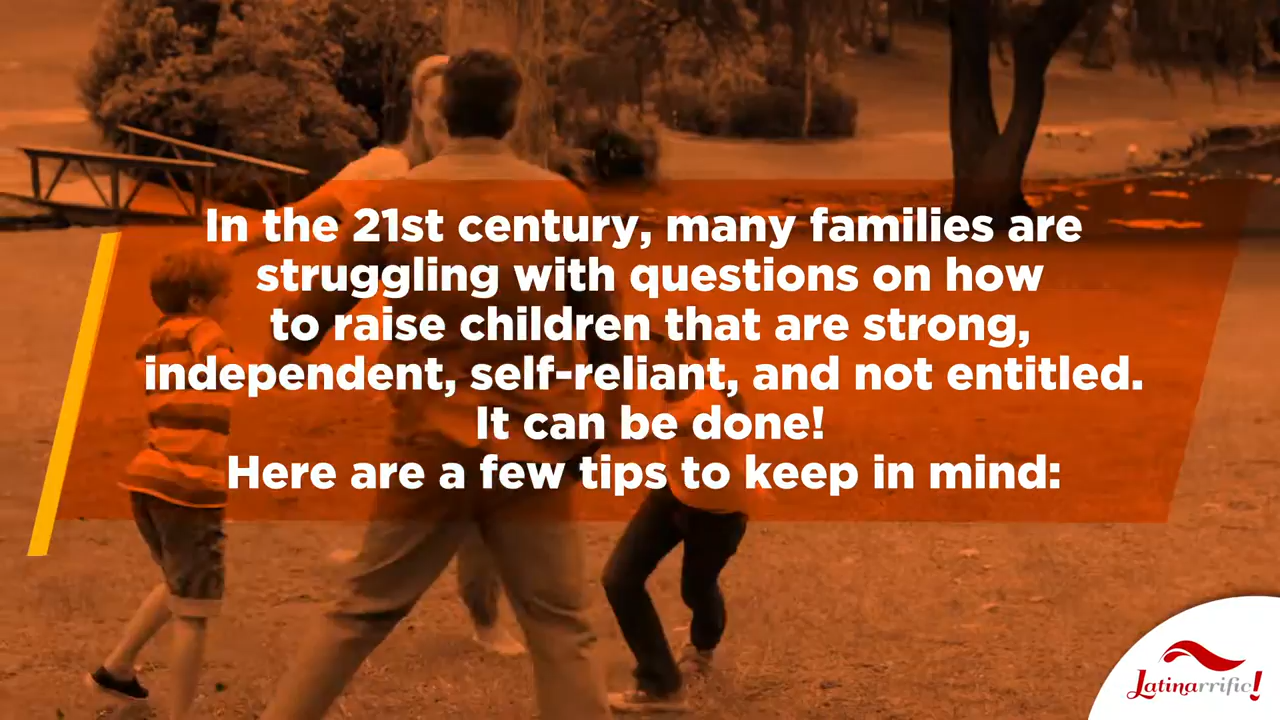 In the 21st century, many families are
struggling with questions on how
to raise children that are strong,
independent, self-reliant, and not entitled.
It can be done!
Here are a few tips to keep in mind:
Latinarrific!